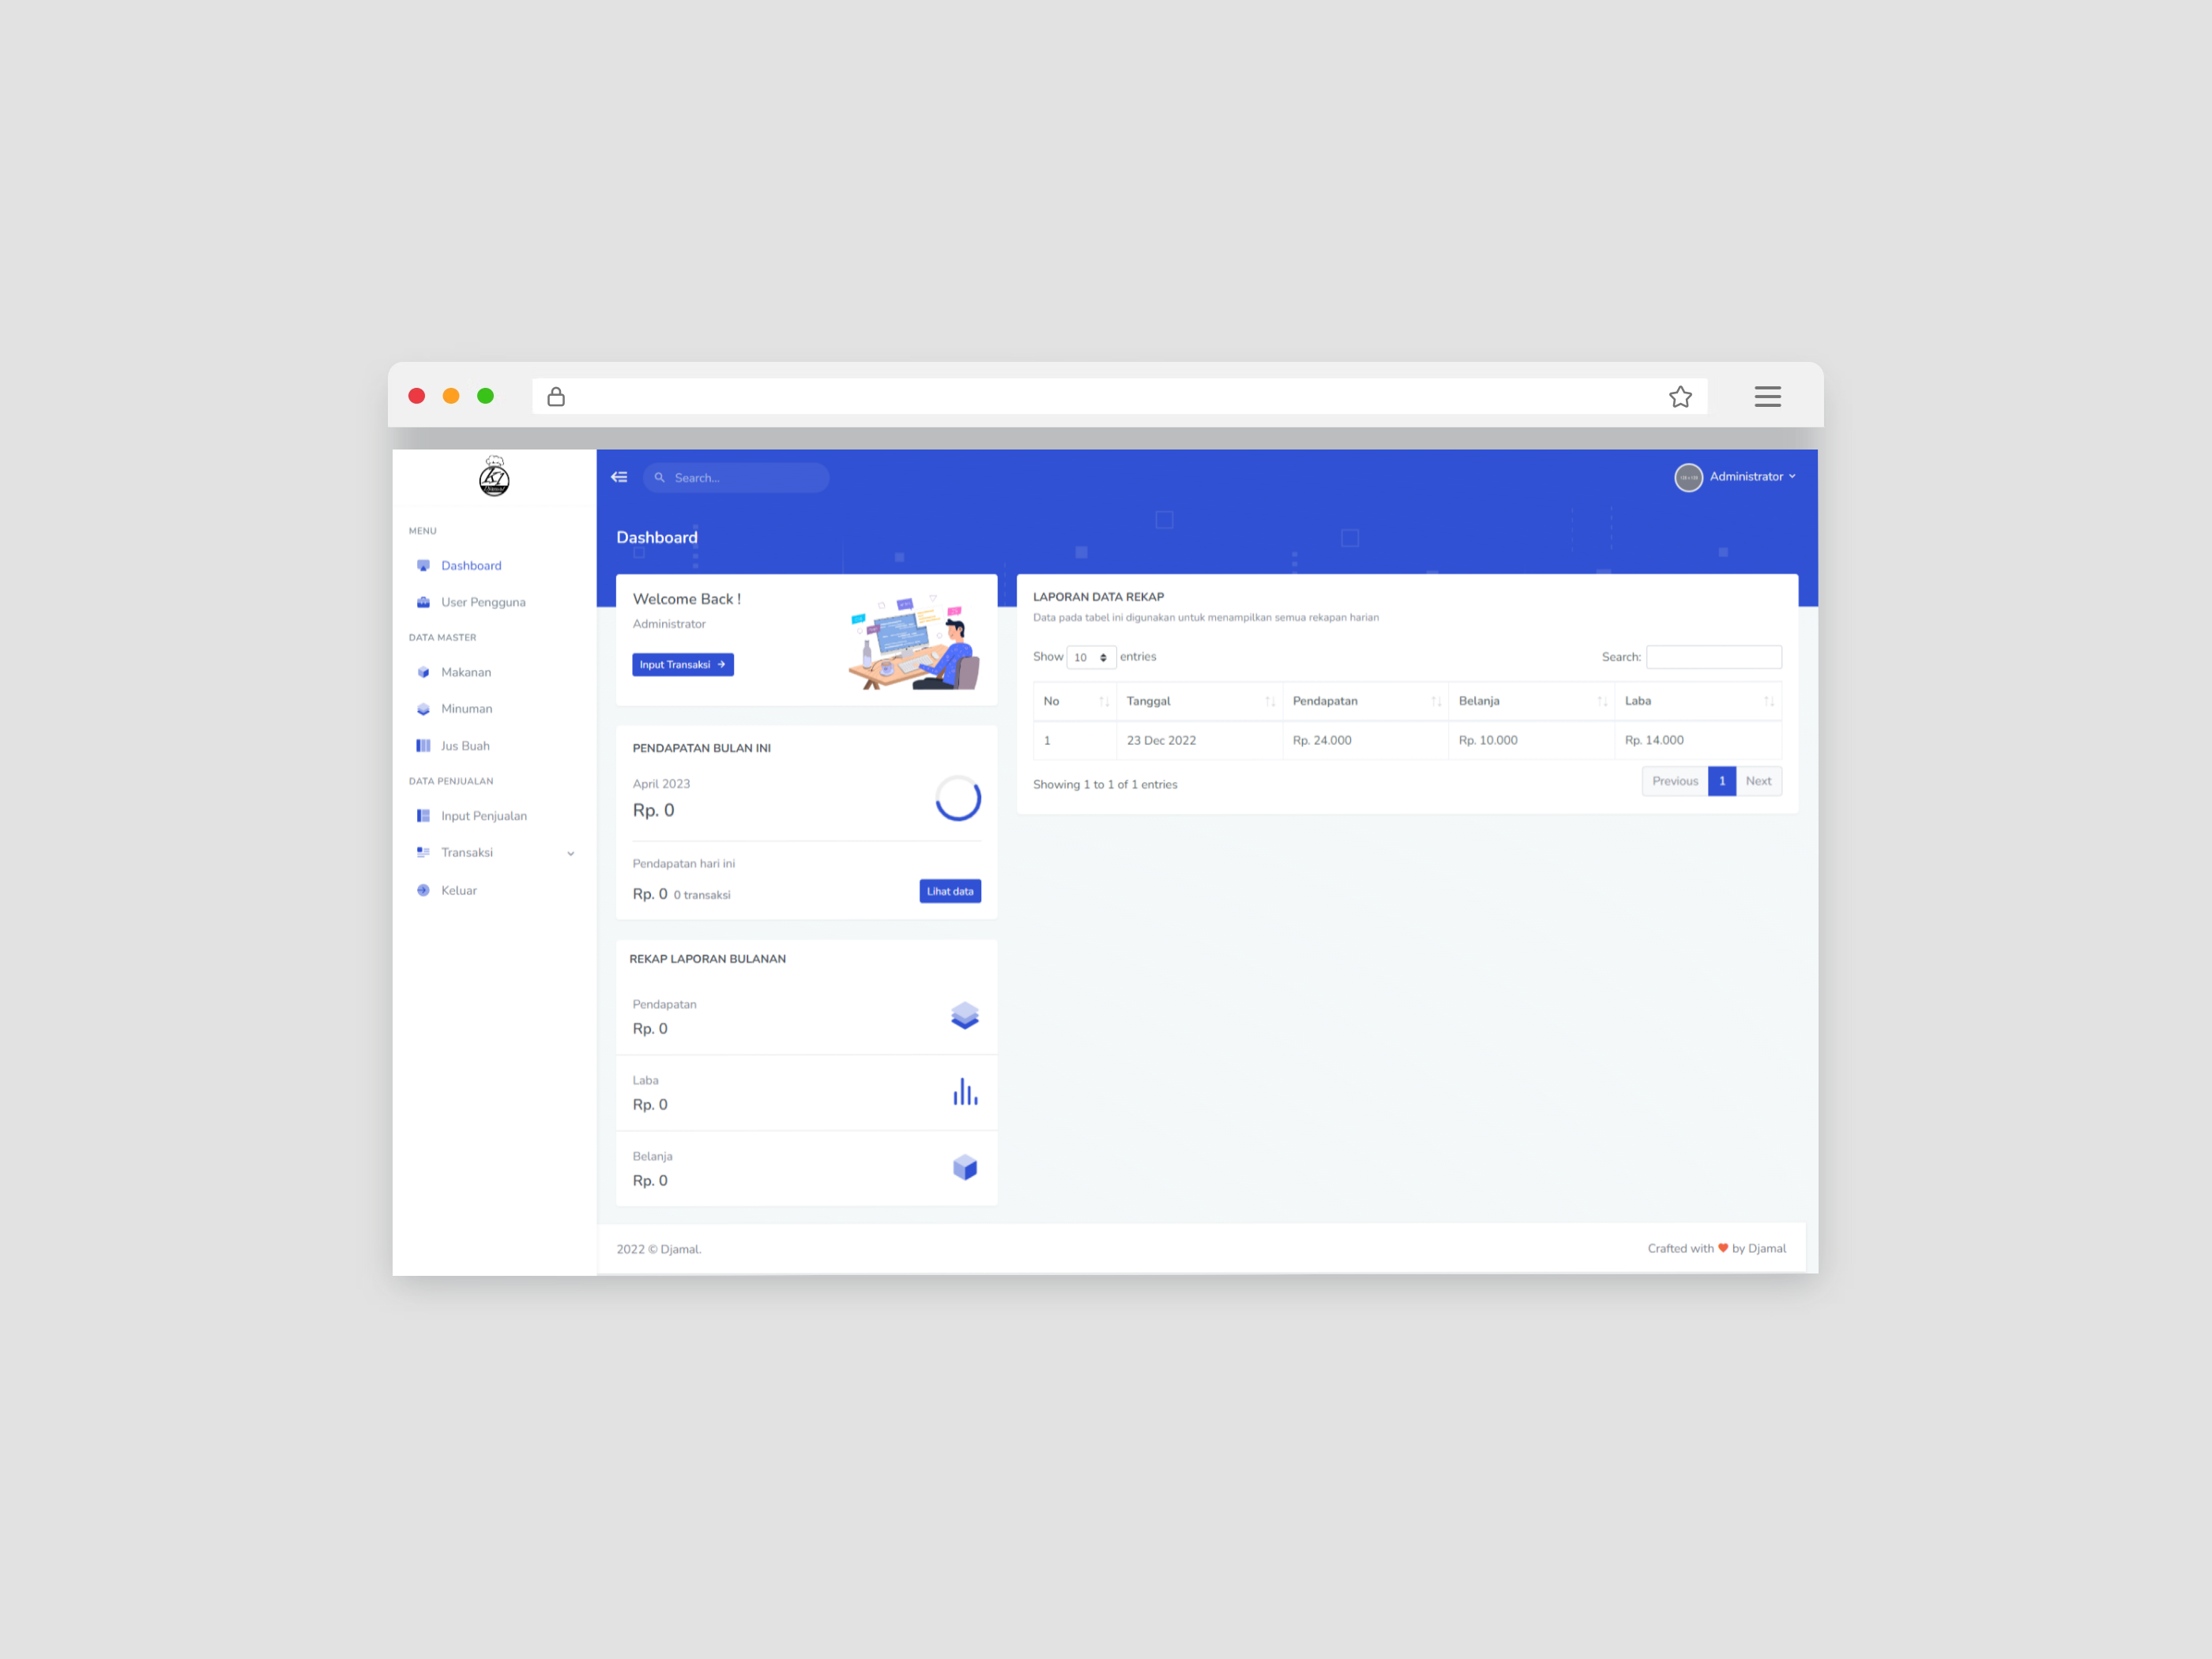 Search...
Administrator
MENU
Dashboard
User Pengguna
DATA MASTER
Makanan
Minuman
Jus Buah
DATA PENJUALAN
Input Penjualan
Transaksi
Keluar
Dashboard
Welcome Back !
Administrator
Input Transaksi
PENDAPATAN BULAN INI
April 2023
Rp. 0
Pendapatan hari ini
Rp. 0 0 transaksi
Lihat data
REKAP LAPORAN BULANAN
Pendapatan
Rp. 0
Laba
Rp. 0
Belanja
Rp. 0
LAPORAN DATA REKAP
Data pada tabel ini digunakan untuk menampilkan semua rekapan harian
Show 10 entries
Search:
No Tanggal Pendapatan Belanja Laba
1 23 Dec 2022 Rp. 24.000 Rp. 10.000 Rp. 14.000
Showing 1 to 1 of 1 entries
Previous 1 Next
2022 © Djamal.
Crafted with ❤ by Djamal